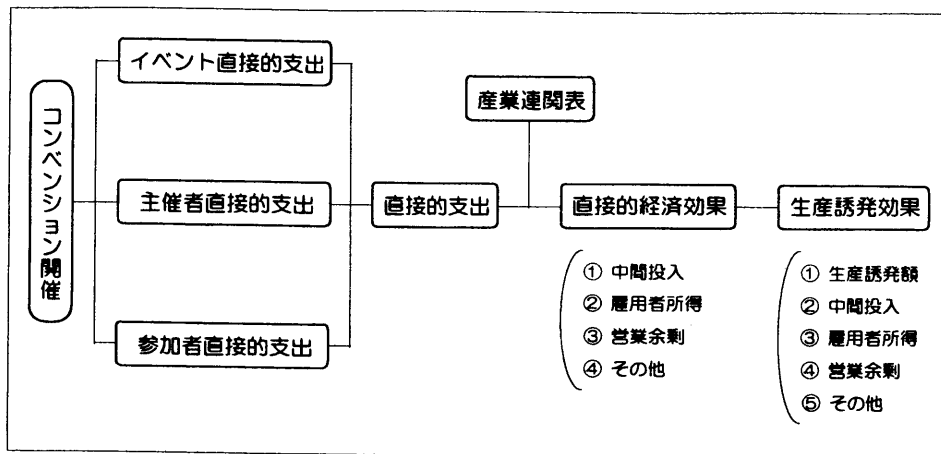 コンベンション開催
イベント直接的支出
主催者直接的支出
参加者直接的支出
直接的支出
産業連関表
直接的経済効果
① 中間投入
② 雇用者所得
③ 営業余剰
④ その他
生産誘発効果
① 生産誘発額
② 中間投入
③ 雇用者所得
④ 営業余剰
⑤ その他